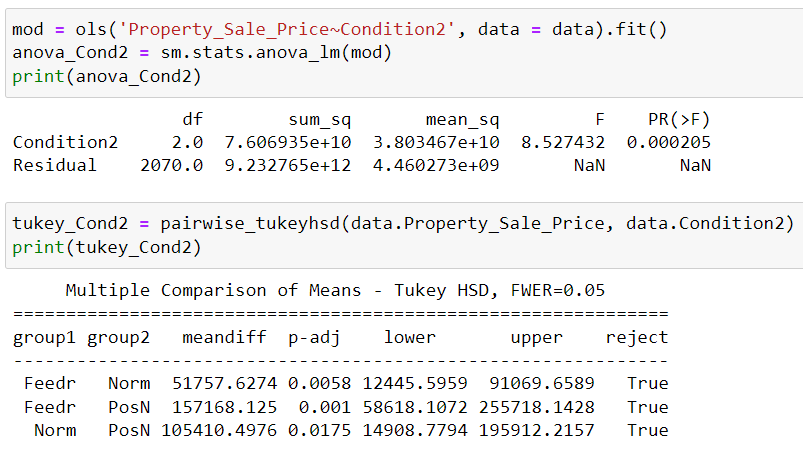 mod = ols('Property_Sale_Price~Condition2', data = data).fit()
anova_Cond2 = sm.stats.anova_lm(mod)
print(anova_Cond2)
df sum_sq mean_sq F PR(>F)
Condition2 2.0 7.606935e+10 3.803467e+10 8.527432 0.000205
Residual 2070.0 9.232765e+12 4.460273e+09 NaN NaN
tukey_Cond2 = pairwise_tukeyhsd(data.Property_Sale_Price, data.Condition2)
print(tukey_Cond2)
Multiple Comparison of Means - Tukey HSD, FWER=0.05
==============================================================
group1 group2 meandiff p-adj lower upper reject
--------------------------------------------------------------
Feedr Norm 51757.6274 0.0058 12445.5959 91069.6589 True
Feedr PosN 157168.125 0.001 58618.1072 255718.1428 True
Norm PosN 105410.4976 0.0175 14908.7794 195912.2157 True